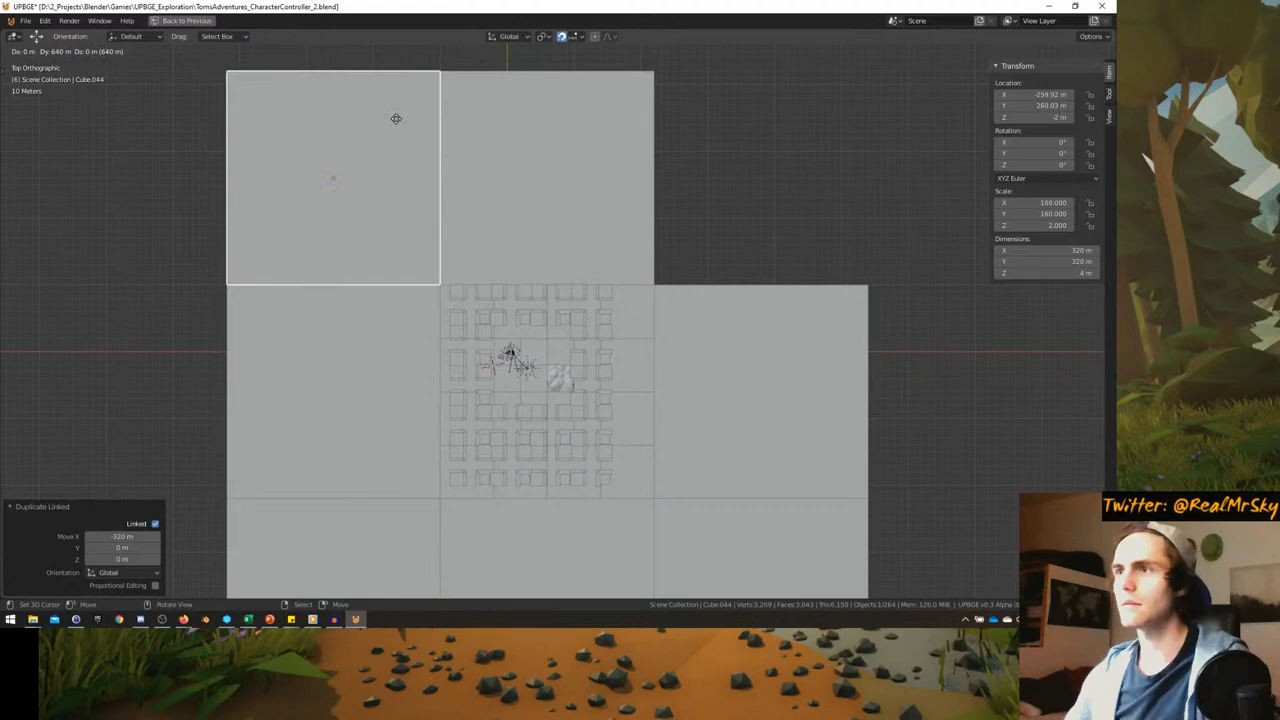 UPBGE* [D:\2_Projects\Blender\Games\UPBGE_Exploration\TomsAdventures_CharacterController_2.blend]
File Edit Render Window Help Back to Previous Scene View Layer
Orientation: Default Drag: Select Box Global Options
Dx: 0 m Dy: 640 m Dz: 0 m (640 m)
Top Orthographic
(6) Scene Collection | Cube.044
10 Meters
Transform
Location:
X -259.92 m
Y 260.03 m
Z -2 m
Rotation:
X 0°
Y 0°
Z 0°
XYZ Euler
Scale:
X 160.000
Y 160.000
Z 2.000
Dimensions:
X 320 m
Y 320 m
Z 4 m
Item
Tool
View
Duplicate Linked
Linked
Move X -320 m
Y 0 m
Z 0 m
Orientation Global
Proportional Editing
Set 3D Cursor Move Rotate View Select Move Scene Collection | Cube.044 | Verts:3,269 | Faces:3,043 | Tris:6,150 | Objects:1/264 | Mem: 126.0 MiB | UPBGE v0.3 Alpha
Twitter: @RealMrSky